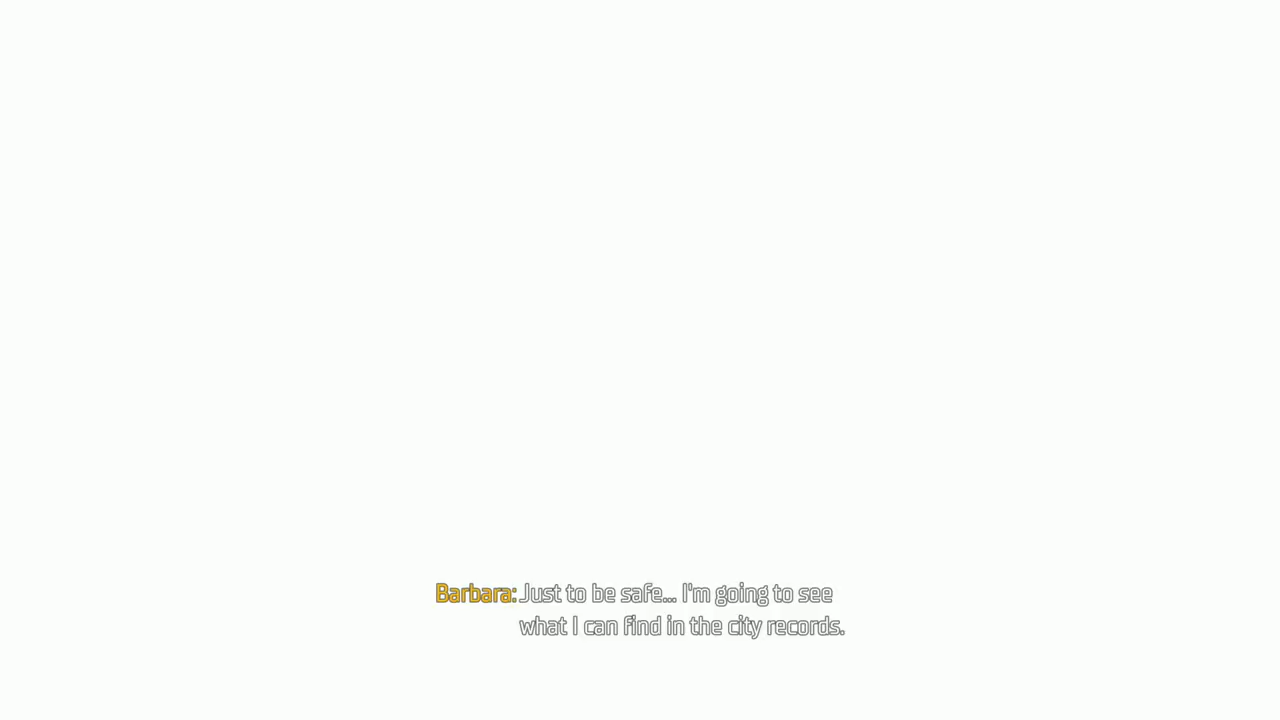 Barbara: Just to be safe... I'm going to see
what I can find in the city records.